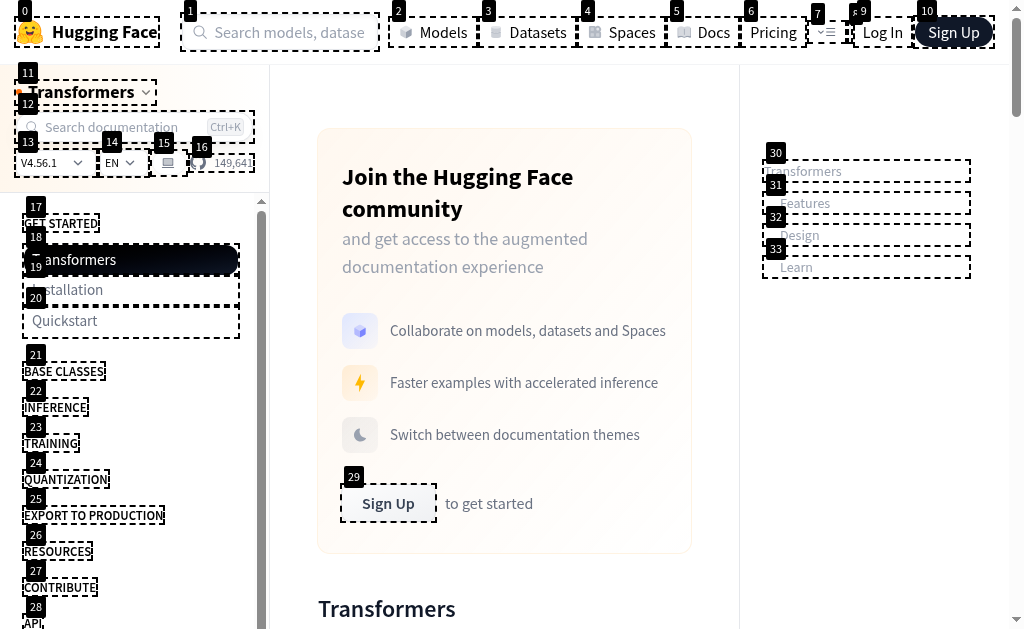 0
1
2
3
4
5
6
7
9
10
Hugging Face
Search models, datase
Models
Datasets
Spaces
Docs
Pricing
Log In
Sign Up
11
Transformers
12
Search documentation
Ctrl+K
13
14
15
16
V4.56.1
EN
149,641
17
GET STARTED
18
Transformers
19
Installation
20
Quickstart
21
BASE CLASSES
22
INFERENCE
23
TRAINING
24
QUANTIZATION
25
EXPORT TO PRODUCTION
26
RESOURCES
27
CONTRIBUTE
28
API
Join the Hugging Face
community
and get access to the augmented
documentation experience
Collaborate on models, datasets and Spaces
Faster examples with accelerated inference
Switch between documentation themes
29
Sign Up
to get started
Transformers
30
Transformers
31
Features
32
Design
33
Learn